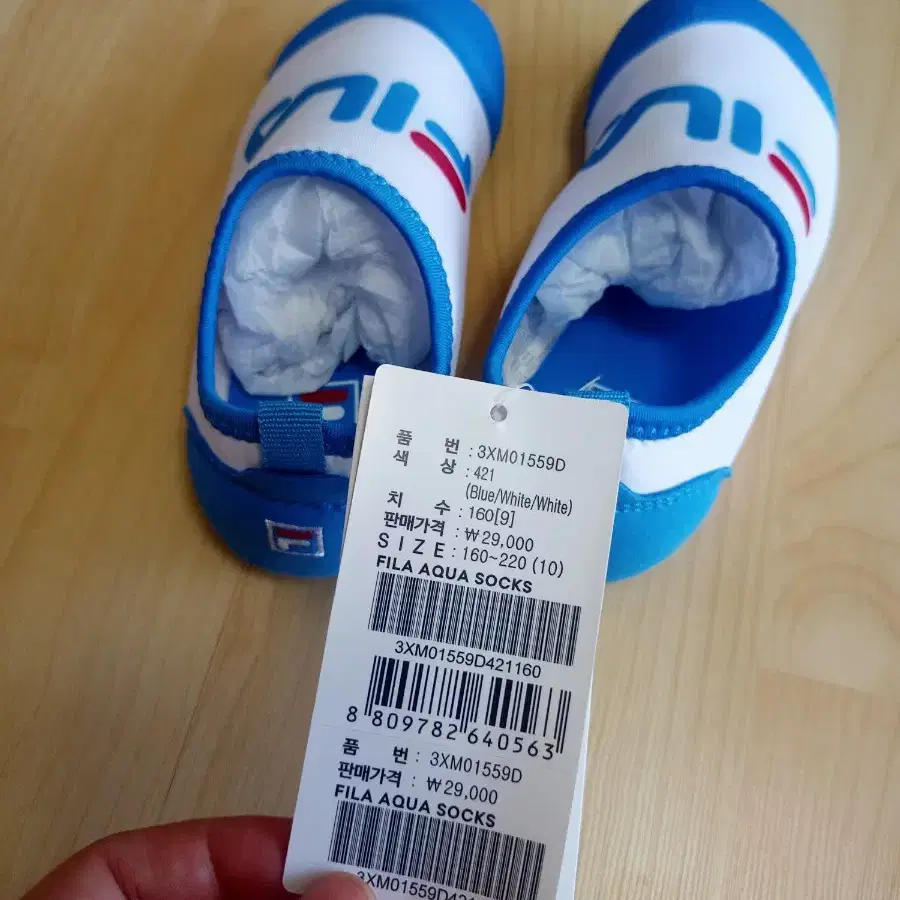 FILA
FILA
품 번 : 3XM01559D
색 상 : 421
(Blue/White/White)
치 수 : 160[9]
판매가격 : ₩29,000
SIZE : 160~220 (10)
FILA AQUA SOCKS
3XM01559D421160
8 809782 640563
품 번 : 3XM01559D
판매가격 : ₩29,000
FILA AQUA SOCKS